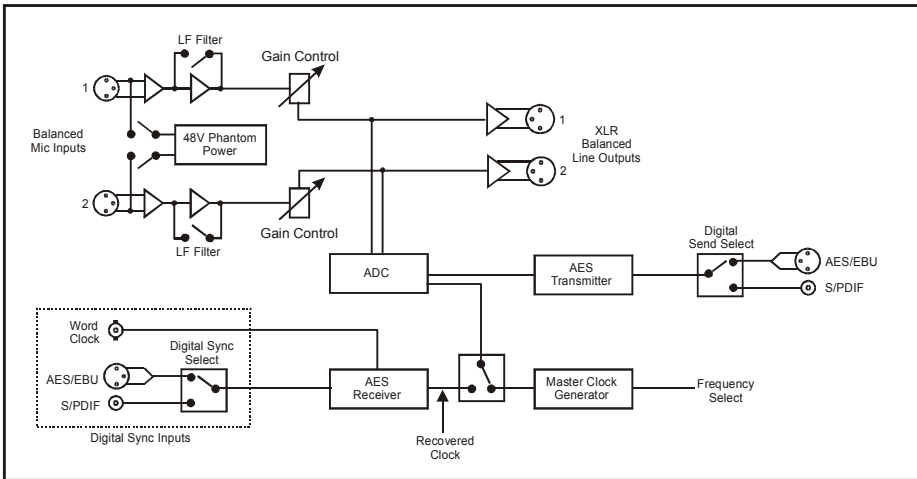 LF Filter
Gain Control
1
Balanced
Mic Inputs
48V Phantom
Power
1
XLR
Balanced
Line Outputs
2
2
Gain Control
LF Filter
Digital
Send Select
ADC
AES
Transmitter
AES/EBU
S/PDIF
Word
Clock
Digital Sync
Select
AES/EBU
S/PDIF
AES
Receiver
Master Clock
Generator
Frequency
Select
Digital Sync Inputs
Recovered
Clock